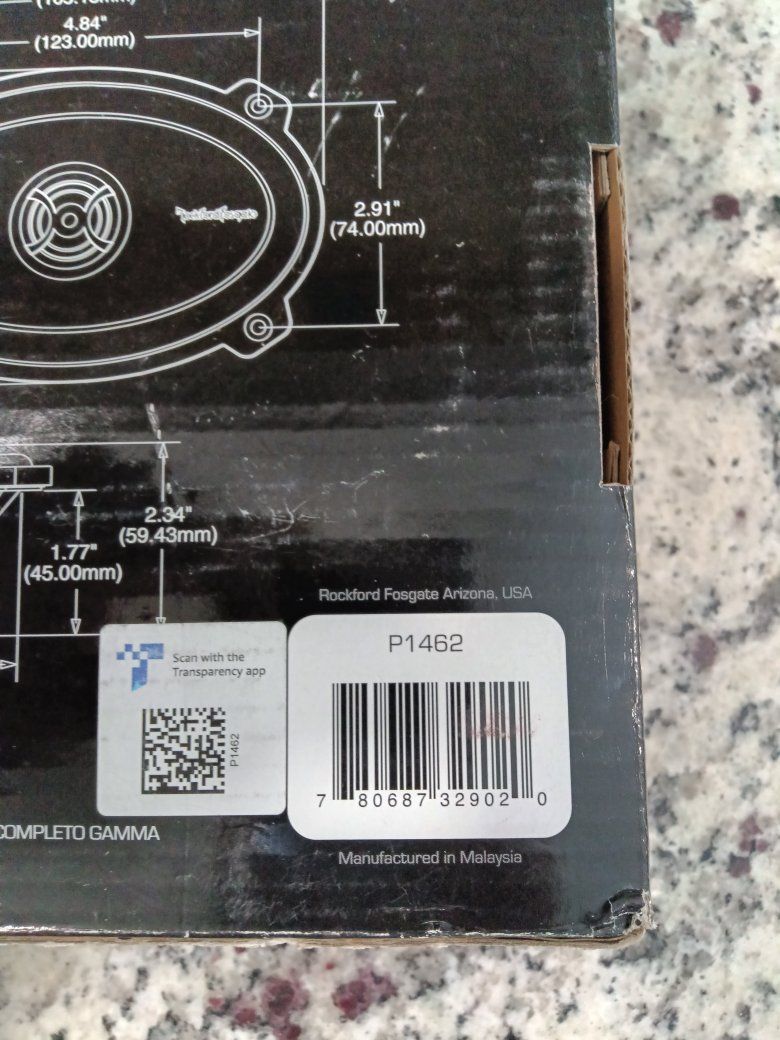 4.84"
(123.00mm)
2.91"
(74.00mm)
rockford fosgate
2.34"
(59.43mm)
1.77"
(45.00mm)
Rockford Fosgate Arizona, USA
P1462
Scan with the
Transparency app
P1462
7 80687 32902 0
COMPLETO GAMMA
Manufactured in Malaysia